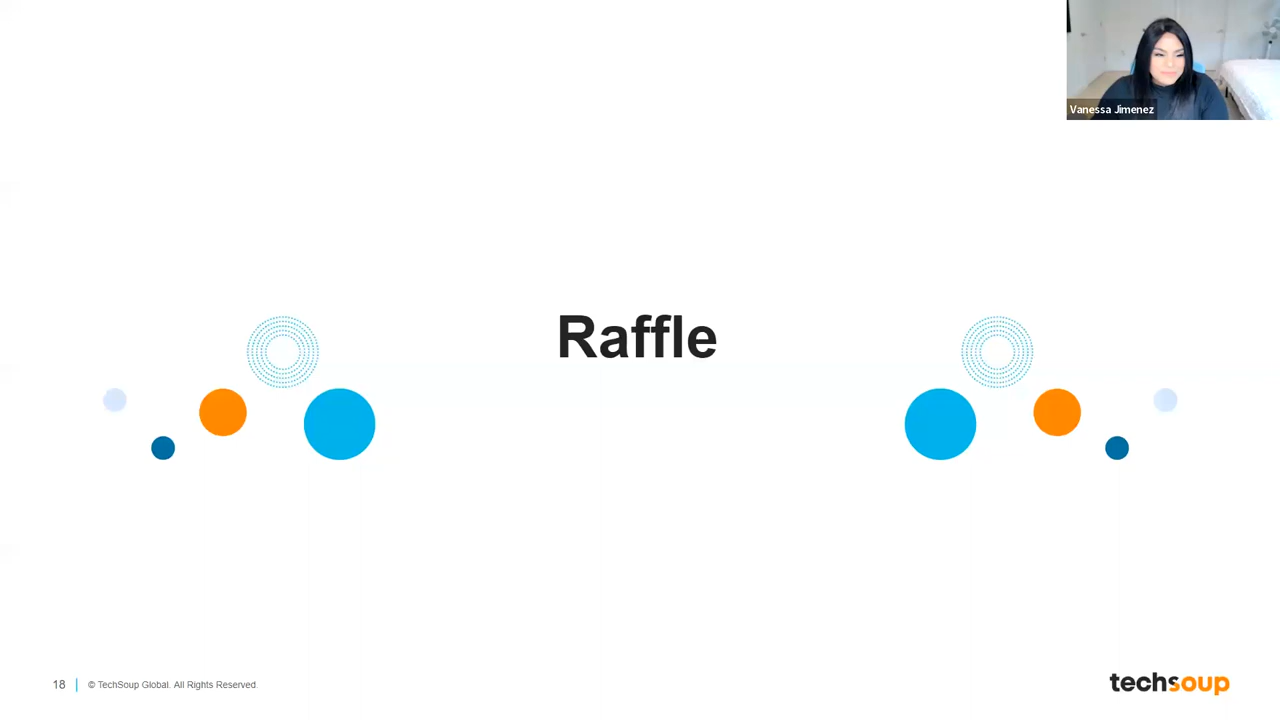 Vanessa Jimenez
Raffle
18 | © TechSoup Global. All Rights Reserved.
techsoup